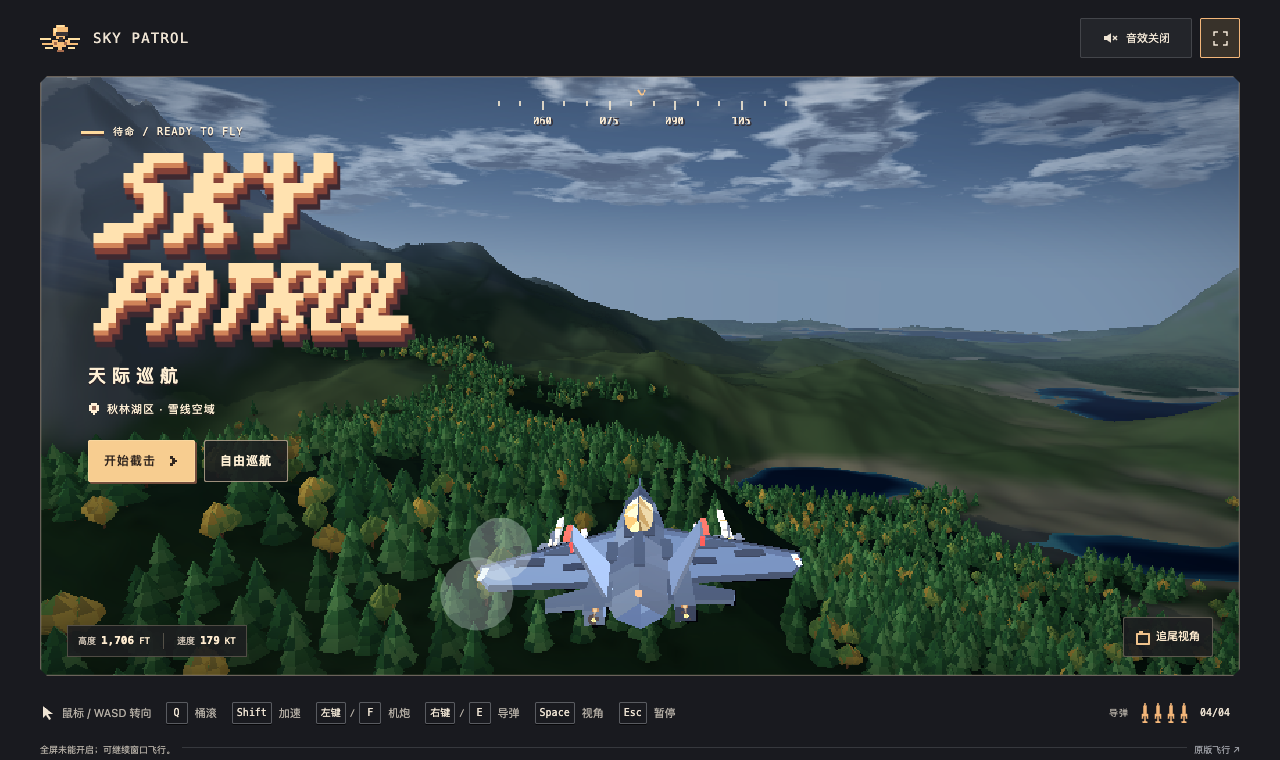 SKY PATROL
音效关闭
060 075 090 105
待命 / READY TO FLY
SKY
PATROL
天际巡航
秋林湖区 · 雪线空域
开始截击
自由巡航
高度 1,706 FT 速度 179 KT
追尾视角
鼠标 / WASD 转向 Q 桶滚 Shift 加速 左键 / F 机炮 右键 / E 导弹 Space 视角 Esc 暂停
导弹 04/04
全屏未能开启；可继续窗口飞行。
原版飞行 ↗